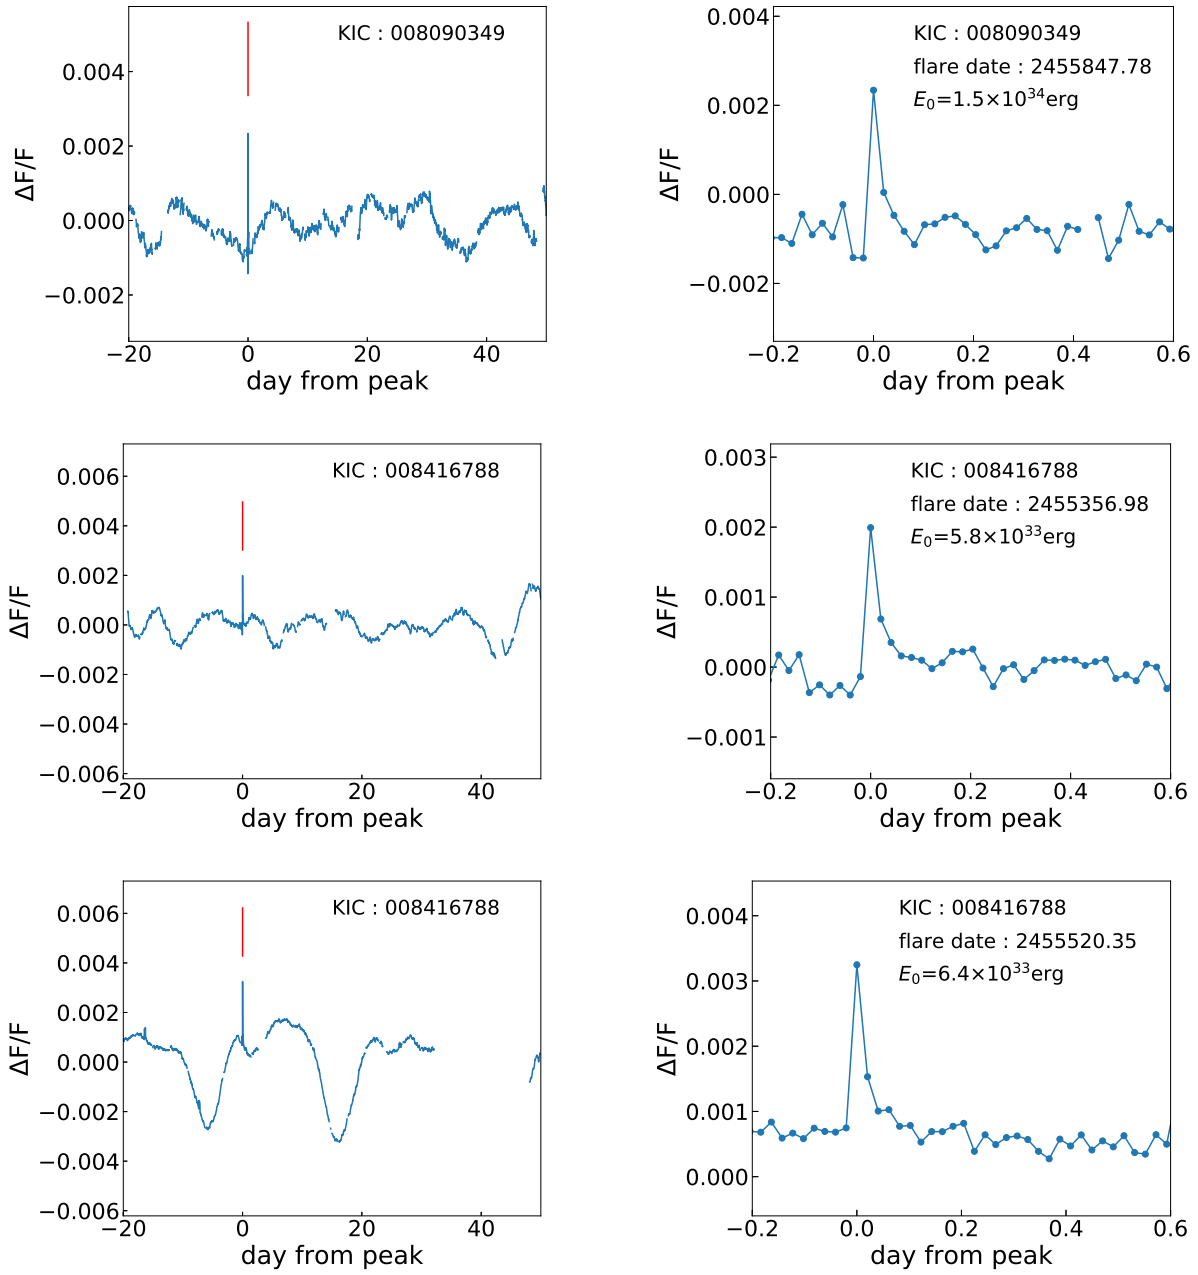 KIC : 008090349
0.004
0.002
0.000
−0.002
ΔF/F
−20 0 20 40
day from peak
KIC : 008090349
flare date : 2455847.78
E₀=1.5×10³⁴erg
0.004
0.002
0.000
−0.002
ΔF/F
−0.2 0.0 0.2 0.4 0.6
day from peak
KIC : 008416788
0.006
0.004
0.002
0.000
−0.002
−0.004
−0.006
ΔF/F
−20 0 20 40
day from peak
KIC : 008416788
flare date : 2455356.98
E₀=5.8×10³³erg
0.003
0.002
0.001
0.000
−0.001
ΔF/F
−0.2 0.0 0.2 0.4 0.6
day from peak
KIC : 008416788
0.006
0.004
0.002
0.000
−0.002
−0.004
−0.006
ΔF/F
−20 0 20 40
day from peak
KIC : 008416788
flare date : 2455520.35
E₀=6.4×10³³erg
0.004
0.003
0.002
0.001
0.000
ΔF/F
−0.2 0.0 0.2 0.4 0.6
day from peak